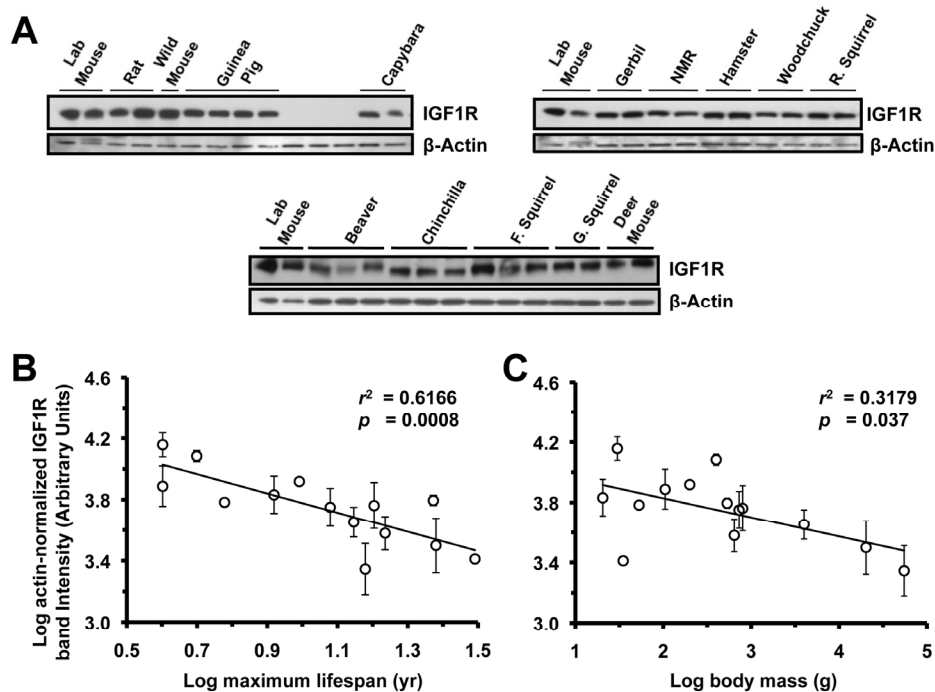 A
Lab Mouse
Rat
Wild Mouse
Guinea Pig
Capybara
IGF1R
β-Actin
Lab Mouse
Gerbil
NMR
Hamster
Woodchuck
R. Squirrel
IGF1R
β-Actin
Lab Mouse
Beaver
Chinchilla
F. Squirrel
G. Squirrel
Deer Mouse
IGF1R
β-Actin
B
Log actin-normalized IGF1R
band Intensity (Arbitrary Units)
4.6
4.2
3.8
3.4
3.0
r² = 0.6166
p = 0.0008
0.5 0.7 0.9 1.1 1.3 1.5
Log maximum lifespan (yr)
C
4.6
4.2
3.8
3.4
3.0
r² = 0.3179
p = 0.037
1 2 3 4 5
Log body mass (g)